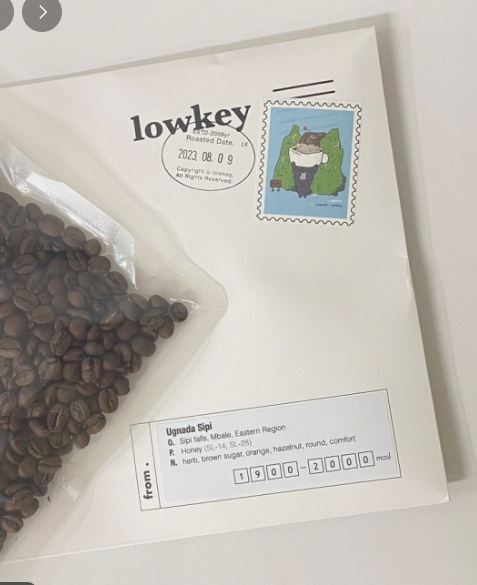 lowkey
ESTD-2009yr
Roasted Date. LK
2023. 08. 0 9
Copyright © lowkey.
All Rights Reserved.
from.
Ugnada Sipi
O. Sipi falls, Mbale, Eastern Region
P. Honey (SL-14, SL-28)
N. herb, brown sugar, orange, hazelnut, round, comfort
1 9 0 0 - 2 0 0 0 masl